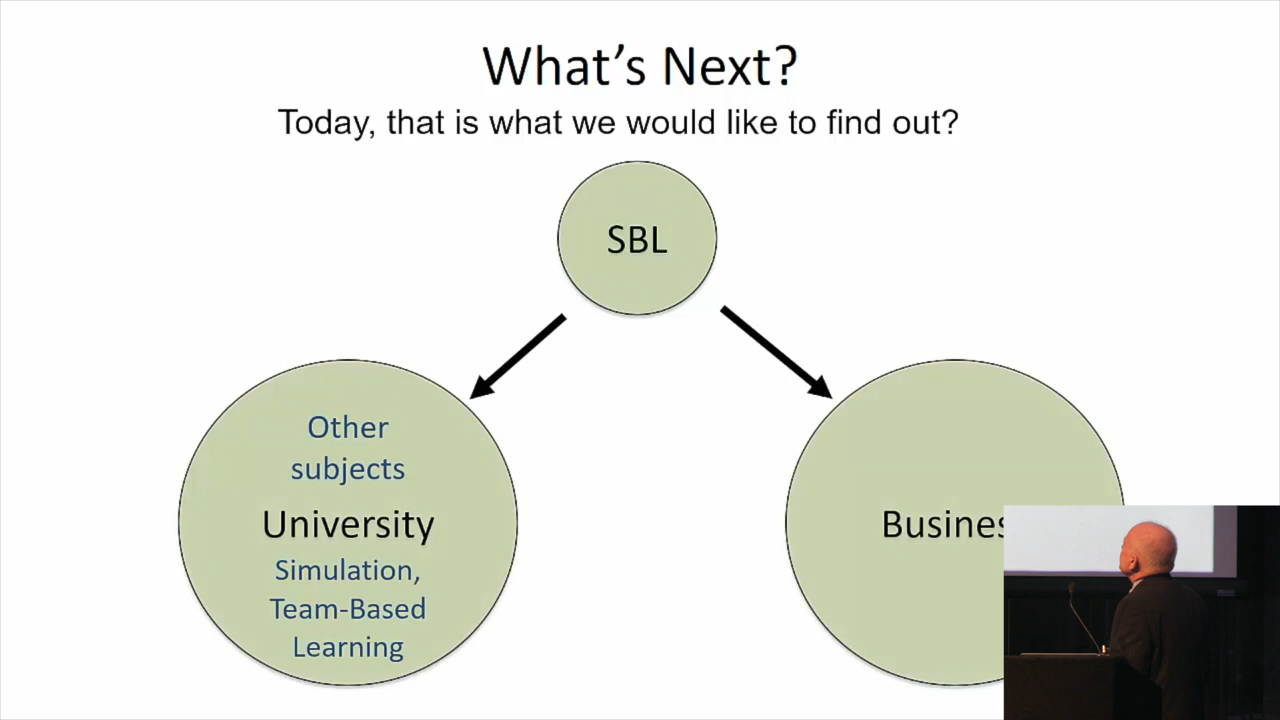 What's Next?
Today, that is what we would like to find out?
SBL
Other
subjects
University
Simulation,
Team-Based
Learning